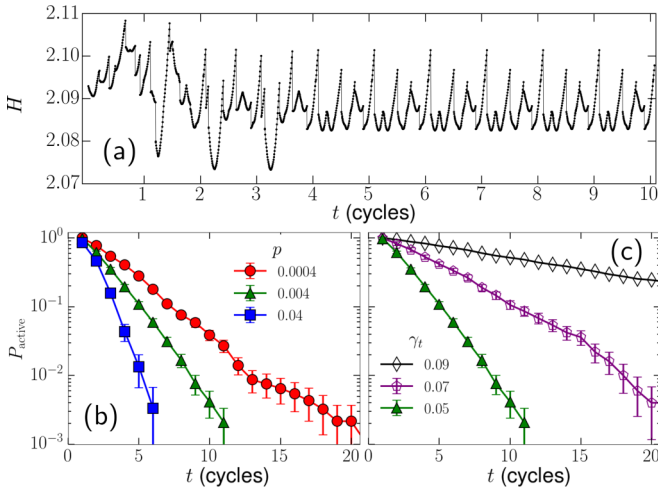 2.11
2.10
2.09
2.08
2.07
H
(a)
1 2 3 4 5 6 7 8 9 10
t (cycles)
10^0
10^-1
10^-2
10^-3
P_active
p
0.0004
0.004
0.04
(b)
0 5 10 15 20
t (cycles)
(c)
γ_t
0.09
0.07
0.05
0 5 10 15 20
t (cycles)